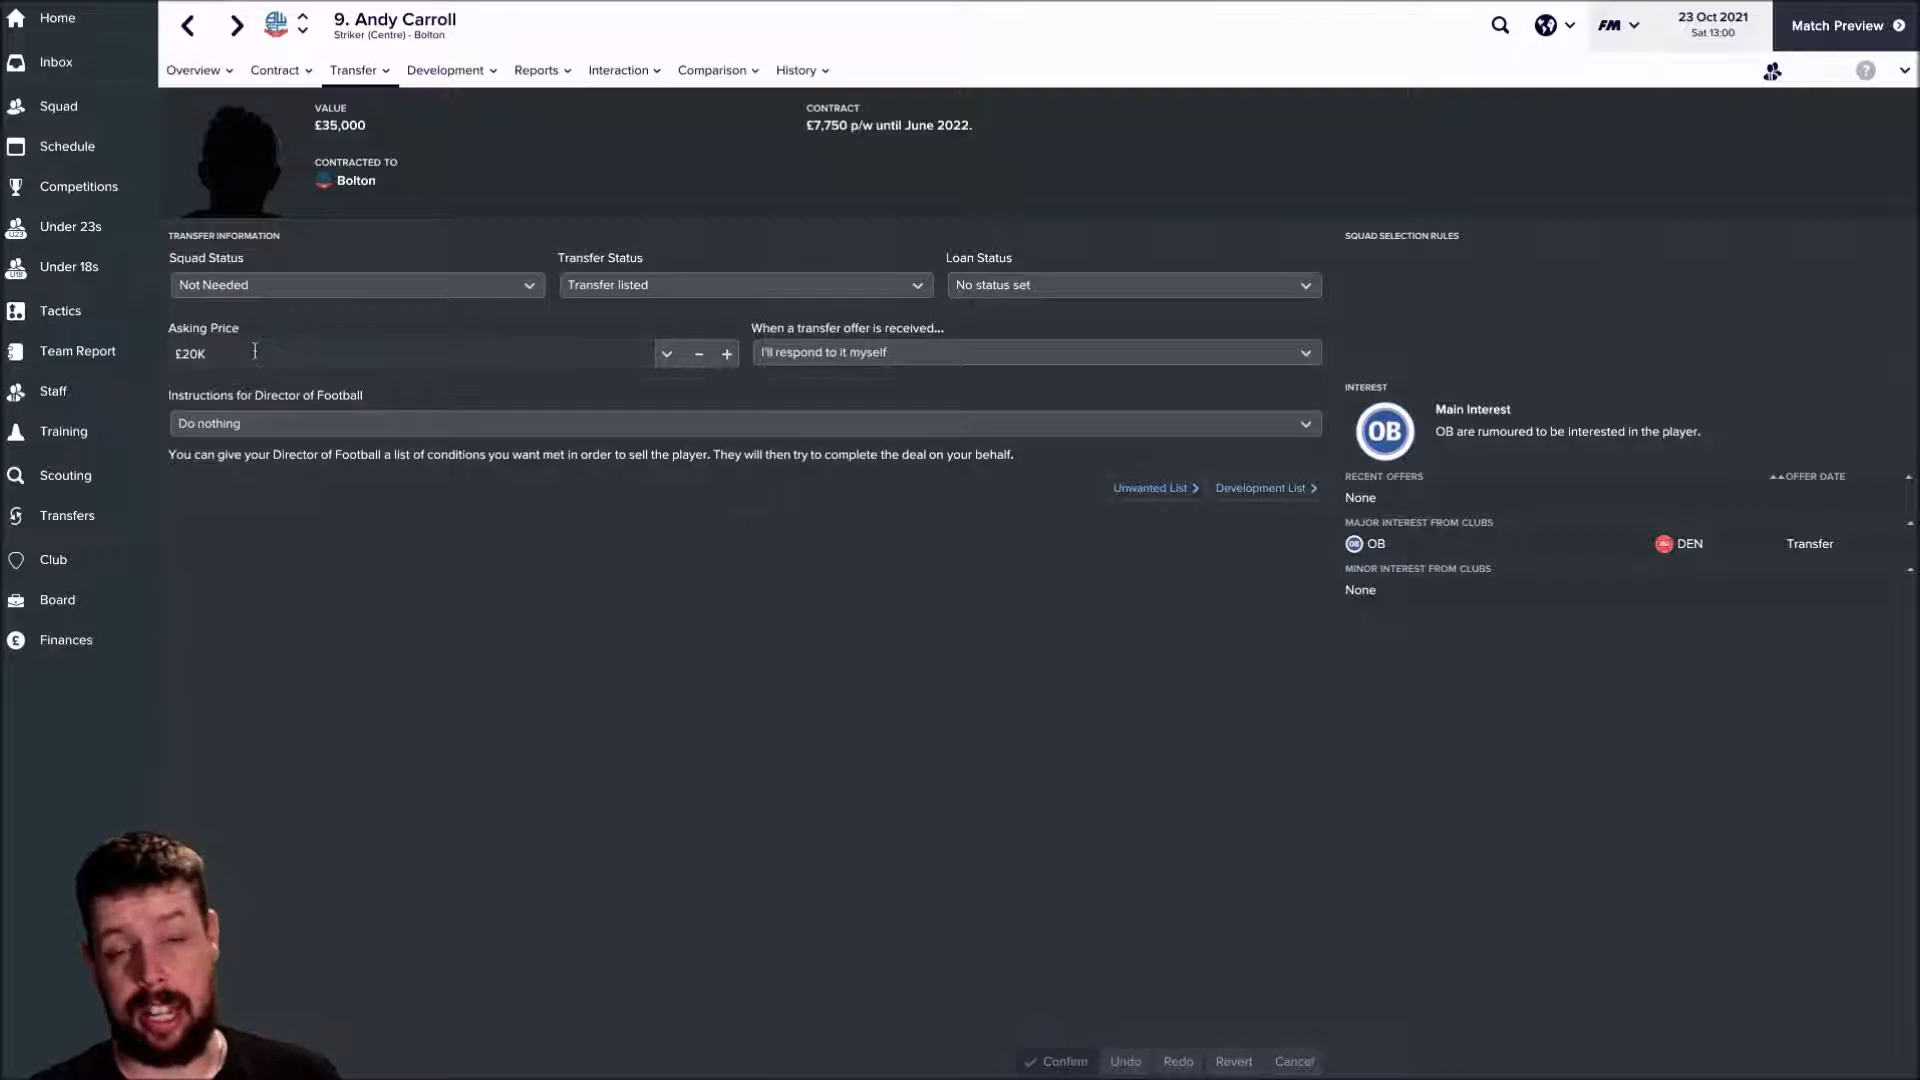 Home
Inbox
Squad
Schedule
Competitions
Under 23s
Under 18s
Tactics
Team Report
Staff
Training
Scouting
Transfers
Club
Board
Finances
9. Andy Carroll
Striker (Centre) - Bolton
FM
23 Oct 2021
Sat 13:00
Match Preview
Overview Contract Transfer Development Reports Interaction Comparison History
?
VALUE
£35,000
CONTRACT
£7,750 p/w until June 2022.
CONTRACTED TO
Bolton
TRANSFER INFORMATION
Squad Status Transfer Status Loan Status
Not Needed Transfer listed No status set
Asking Price When a transfer offer is received...
£20K - + I'll respond to it myself
Instructions for Director of Football
Do nothing
You can give your Director of Football a list of conditions you want met in order to sell the player. They will then try to complete the deal on your behalf.
Unwanted List > Development List >
SQUAD SELECTION RULES
INTEREST
OB
Main Interest
OB are rumoured to be interested in the player.
RECENT OFFERS OFFER DATE
None
MAJOR INTEREST FROM CLUBS
OB DEN Transfer
MINOR INTEREST FROM CLUBS
None
Confirm Undo Redo Revert Cancel